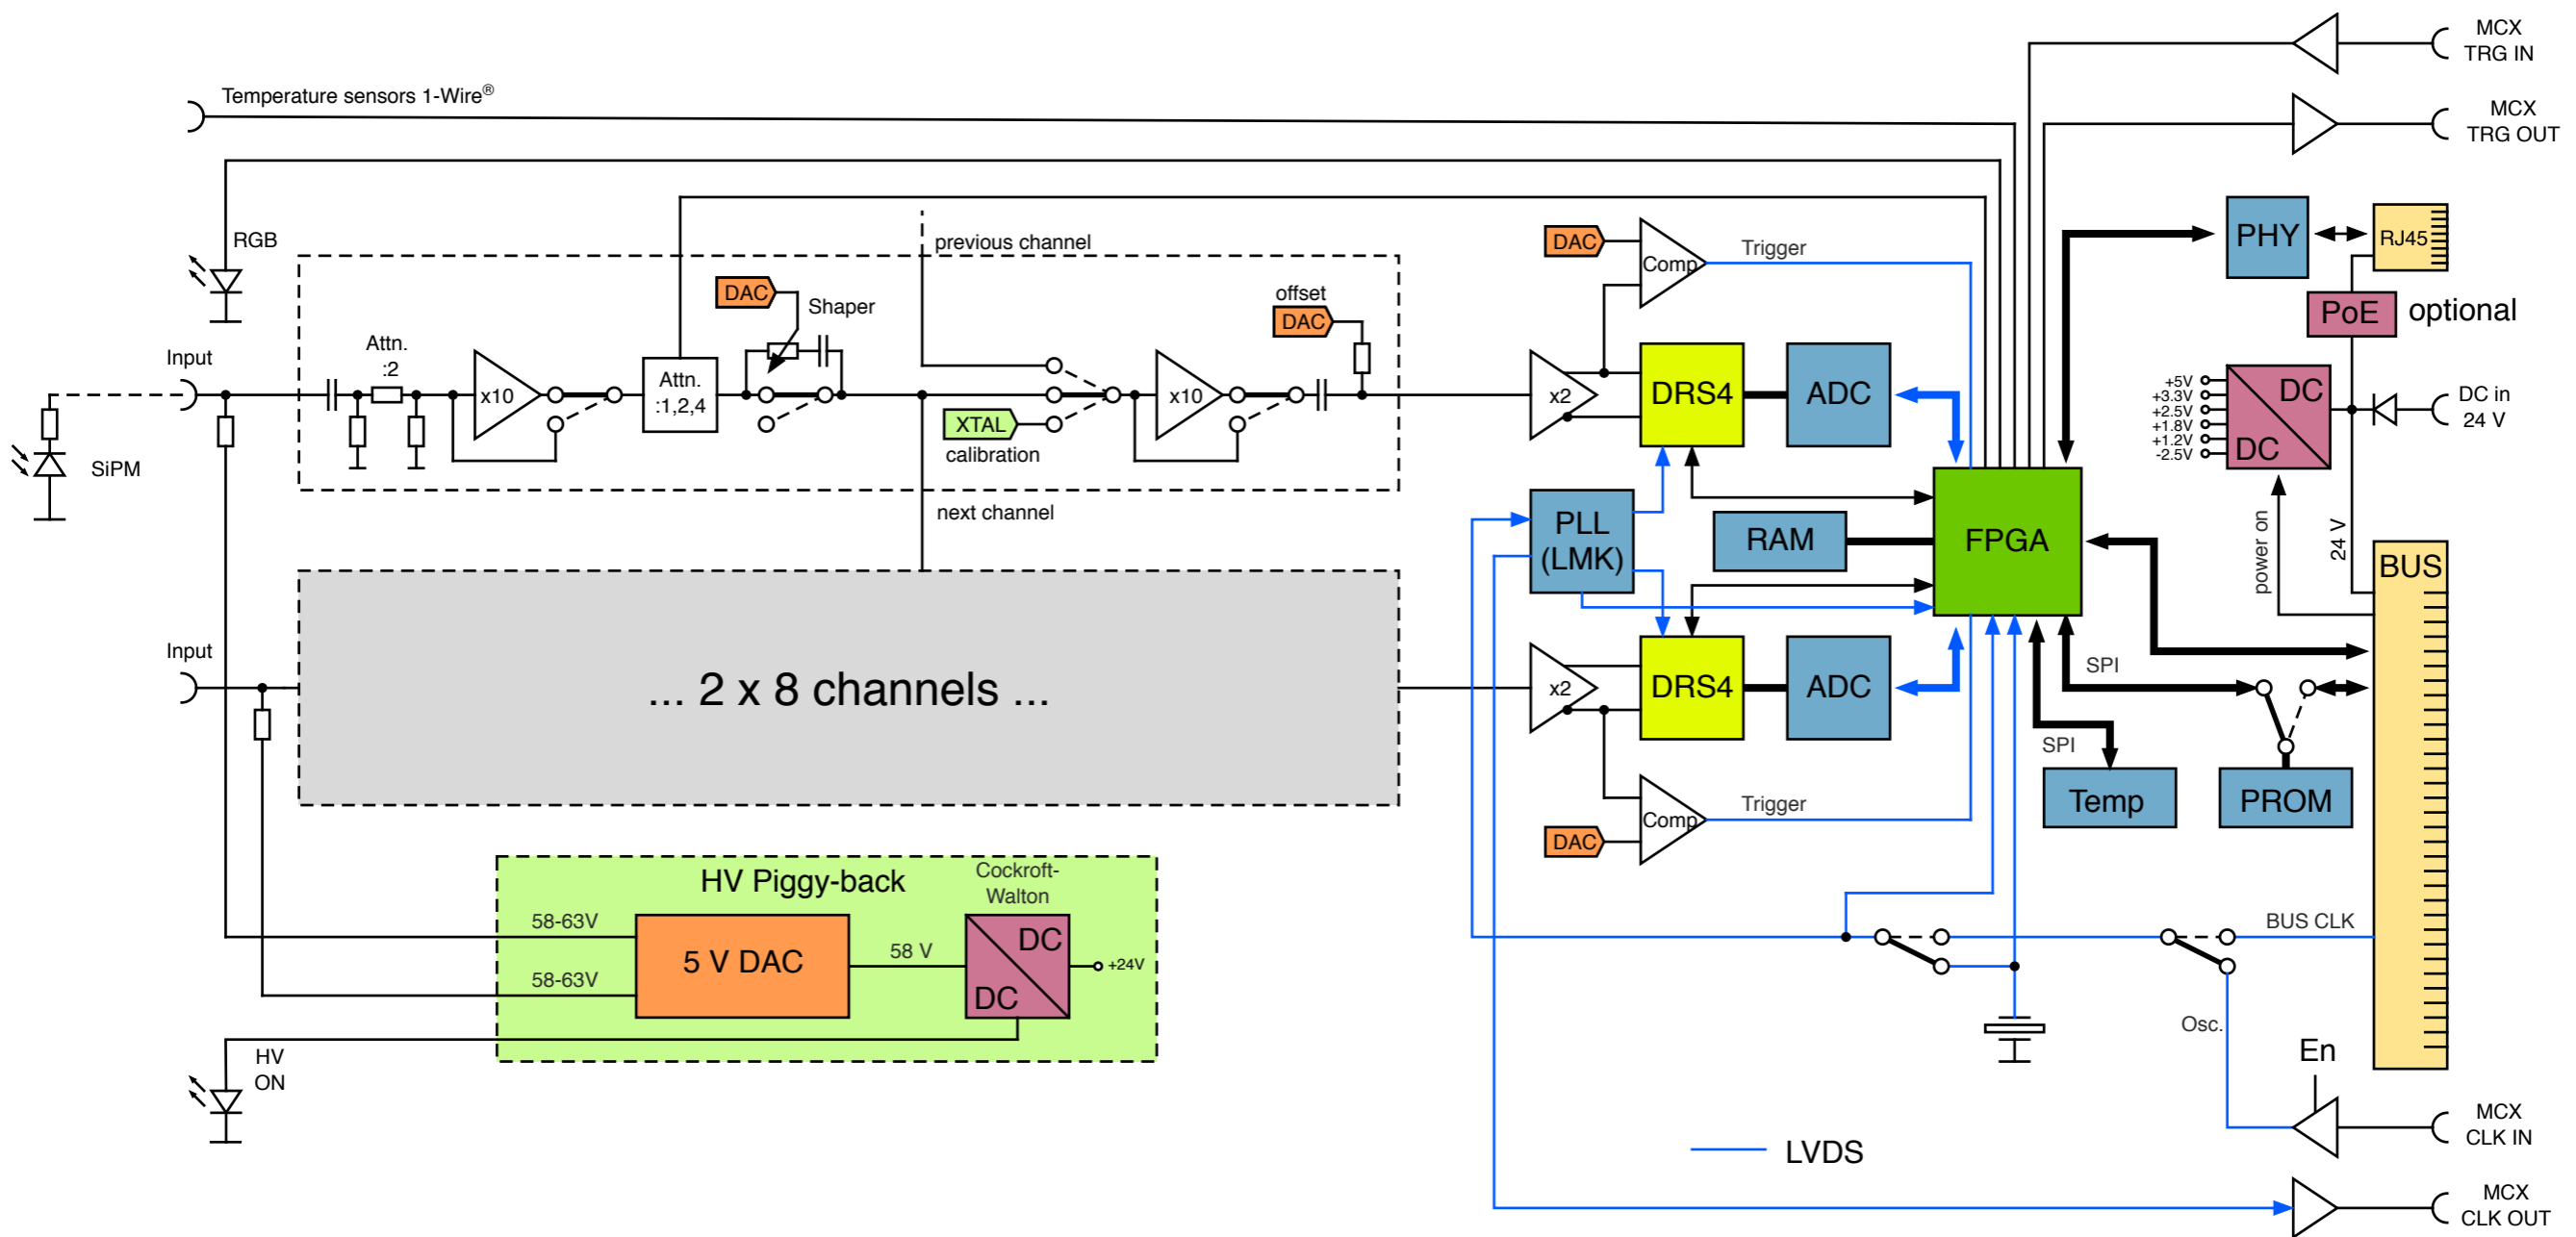 MCX
TRG IN
Temperature sensors 1-Wire®
MCX
TRG OUT
RGB
previous channel
DAC
Comp
Trigger
PHY
RJ45
DAC
Shaper
offset
DAC
PoE
optional
Input
Attn.
:2
x10
Attn.
:1,2,4
x10
x2
DRS4
ADC
+5V
+3.3V
+2.5V
+1.8V
+1.2V
-2.5V
DC
DC
DC in
24 V
XTAL
calibration
SiPM
next channel
PLL
(LMK)
RAM
FPGA
power on
24 V
BUS
Input
... 2 x 8 channels ...
x2
DRS4
ADC
SPI
SPI
Temp
PROM
Comp
Trigger
DAC
HV Piggy-back
Cockroft-
Walton
58-63V
58-63V
5 V DAC
58 V
DC
DC
+24V
BUS CLK
Osc.
HV
ON
En
MCX
CLK IN
LVDS
MCX
CLK OUT